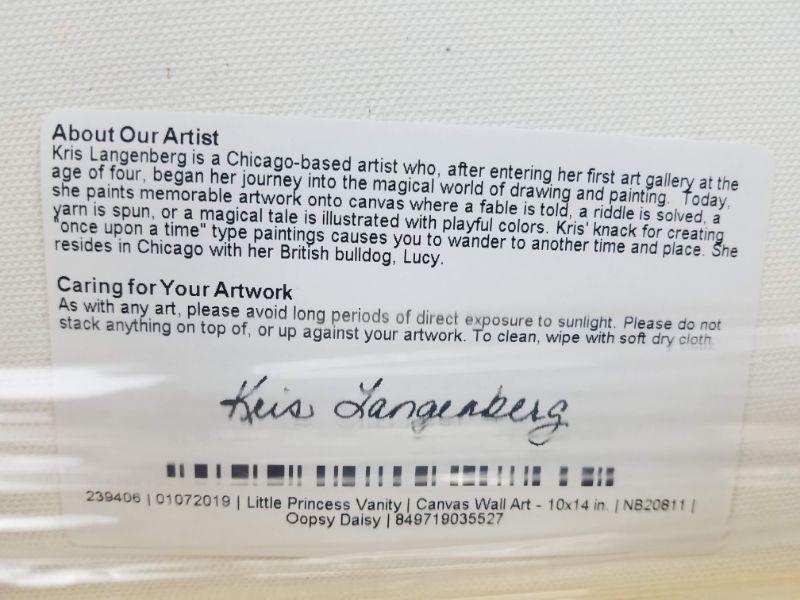 About Our Artist
Kris Langenberg is a Chicago-based artist who, after entering her first art gallery at the
age of four, began her journey into the magical world of drawing and painting. Today,
she paints memorable artwork onto canvas where a fable is told, a riddle is solved, a
yarn is spun, or a magical tale is illustrated with playful colors. Kris' knack for creating
"once upon a time" type paintings causes you to wander to another time and place. She
resides in Chicago with her British bulldog, Lucy.
Caring for Your Artwork
As with any art, please avoid long periods of direct exposure to sunlight. Please do not
stack anything on top of, or up against your artwork. To clean, wipe with soft dry cloth.
Kris Langenberg
239406 | 01072019 | Little Princess Vanity | Canvas Wall Art - 10x14 in. | NB20811 |
Oopsy Daisy | 849719035527